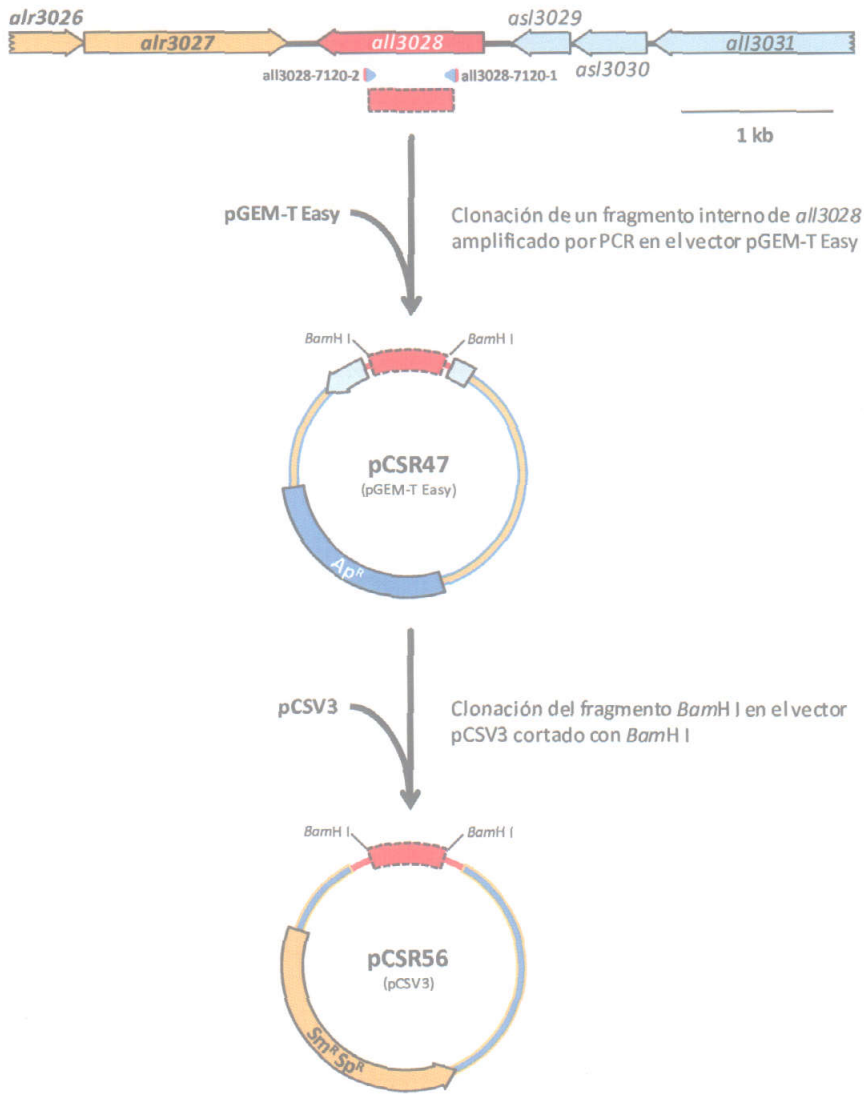 alr3026
alr3027
all3028
asl3029
asl3030
all3031
all3028-7120-2
all3028-7120-1
1 kb
pGEM-T Easy
Clonación de un fragmento interno de all3028
amplificado por PCR en el vector pGEM-T Easy
BamH I
BamH I
pCSR47
(pGEM-T Easy)
ApR
pCSV3
Clonación del fragmento BamH I en el vector
pCSV3 cortado con BamH I
BamH I
BamH I
pCSR56
(pCSV3)
SmRSpR